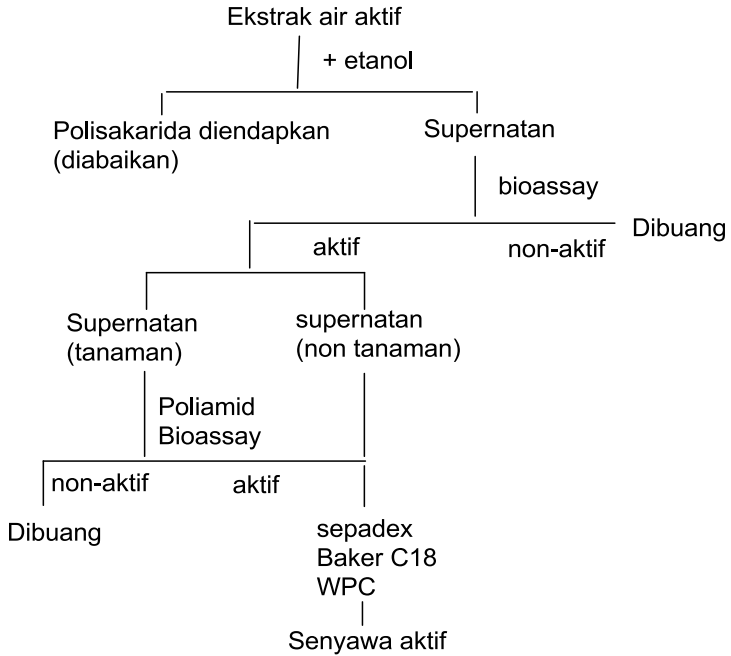 Ekstrak air aktif
+ etanol
Polisakarida diendapkan
(diabaikan)
Supernatan
bioassay
Dibuang
aktif
non-aktif
Supernatan
(tanaman)
supernatan
(non tanaman)
Poliamid
Bioassay
non-aktif
aktif
Dibuang
sepadex
Baker C18
WPC
Senyawa aktif